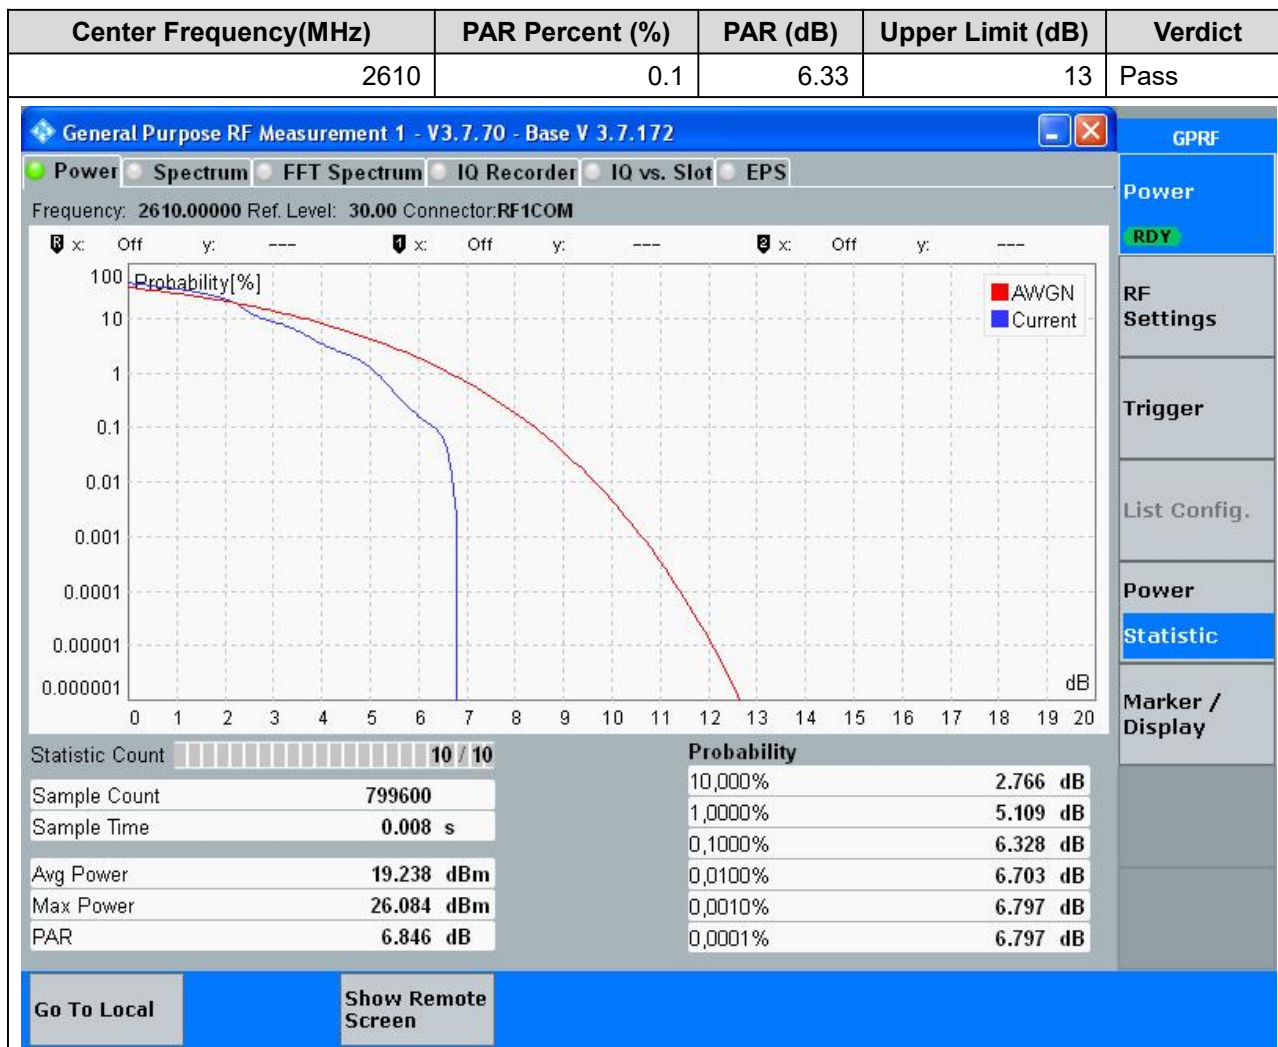 Center Frequency(MHz) PAR Percent (%) PAR (dB) Upper Limit (dB) Verdict
2610 0.1 6.33 13 Pass
General Purpose RF Measurement 1 - V3.7.70 - Base V 3.7.172
GPRF
Power Spectrum FFT Spectrum IQ Recorder IQ vs. Slot EPS
Frequency: 2610.00000 Ref. Level: 30.00 Connector:RF1COM
R x: Off y: --- 1 x: Off y: --- 2 x: Off y: ---
Probability[%]
AWGN
Current
100
10
1
0.1
0.01
0.001
0.0001
0.00001
0.000001
dB
0 1 2 3 4 5 6 7 8 9 10 11 12 13 14 15 16 17 18 19 20
Statistic Count 10 / 10
Sample Count 799600
Sample Time 0.008 s
Avg Power 19.238 dBm
Max Power 26.084 dBm
PAR 6.846 dB
Probability
10,000% 2.766 dB
1,0000% 5.109 dB
0,1000% 6.328 dB
0,0100% 6.703 dB
0,0010% 6.797 dB
0,0001% 6.797 dB
Power
RDY
RF
Settings
Trigger
List Config.
Power
Statistic
Marker /
Display
Go To Local
Show Remote
Screen